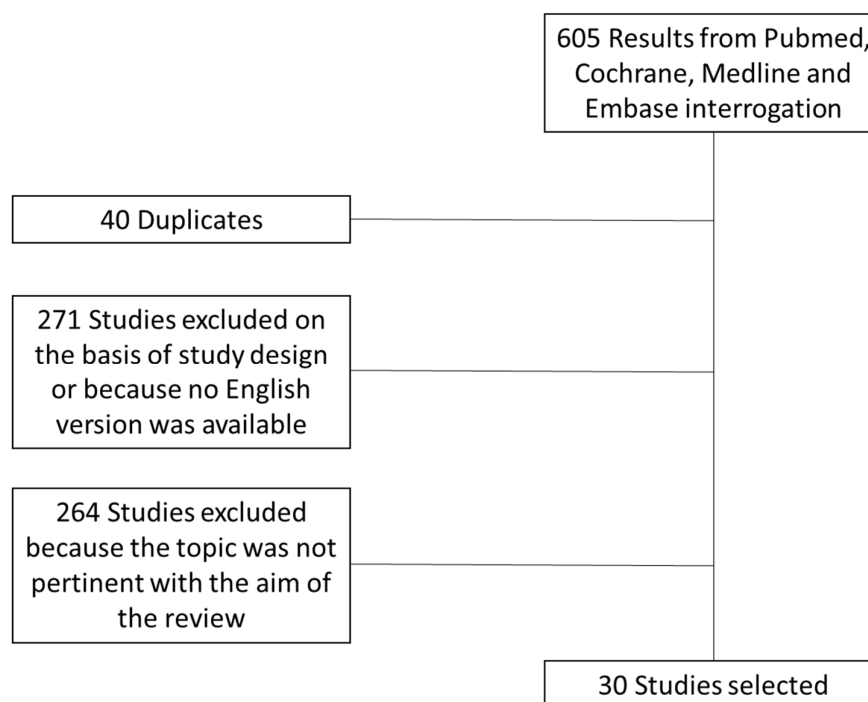 605 Results from Pubmed,
Cochrane, Medline and
Embase interrogation
40 Duplicates
271 Studies excluded on
the basis of study design
or because no English
version was available
264 Studies excluded
because the topic was not
pertinent with the aim of
the review
30 Studies selected